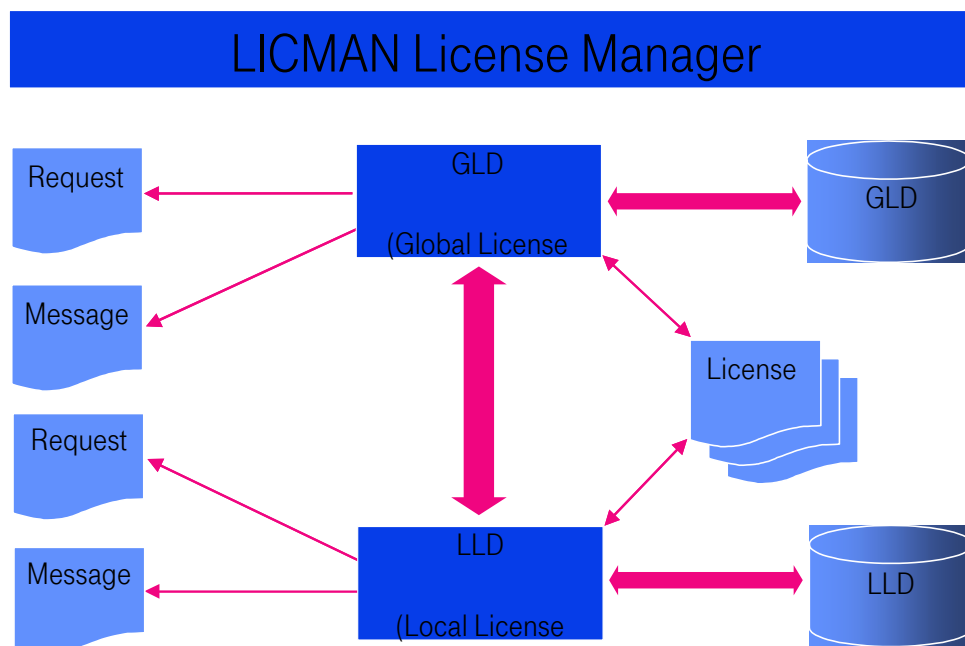 LICMAN License Manager
Request
GLD
(Global License
GLD
Message
License
Request
LLD
(Local License
LLD
Message